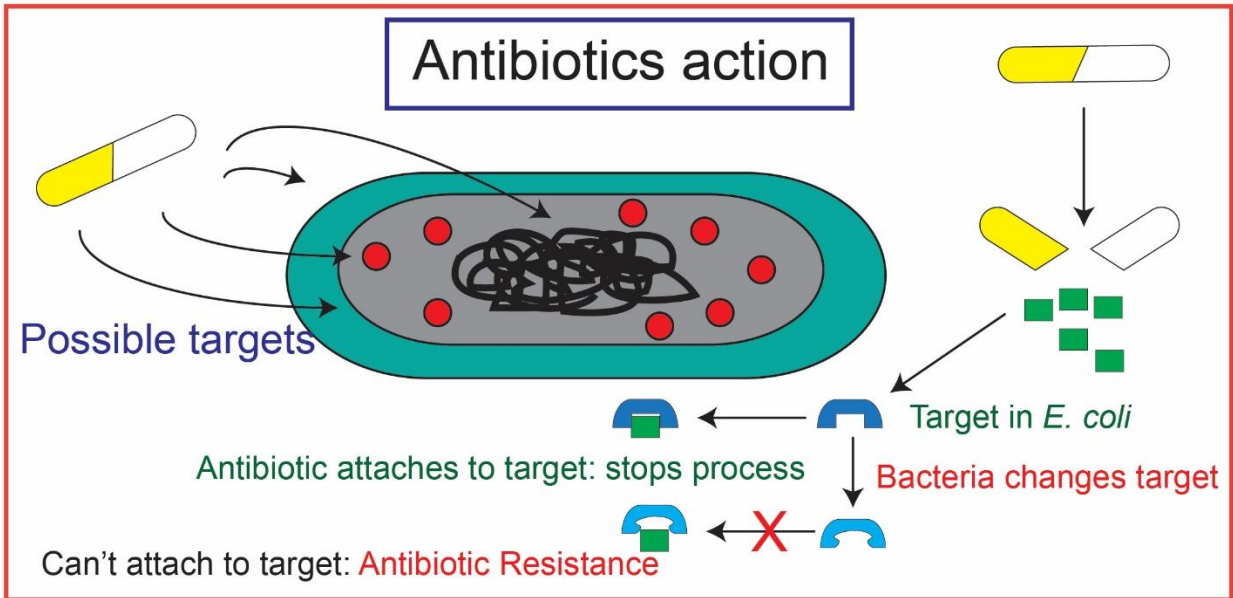 Antibiotics action
Possible targets
Target in E. coli
Antibiotic attaches to target: stops process
Bacteria changes target
X
Can’t attach to target: Antibiotic Resistance